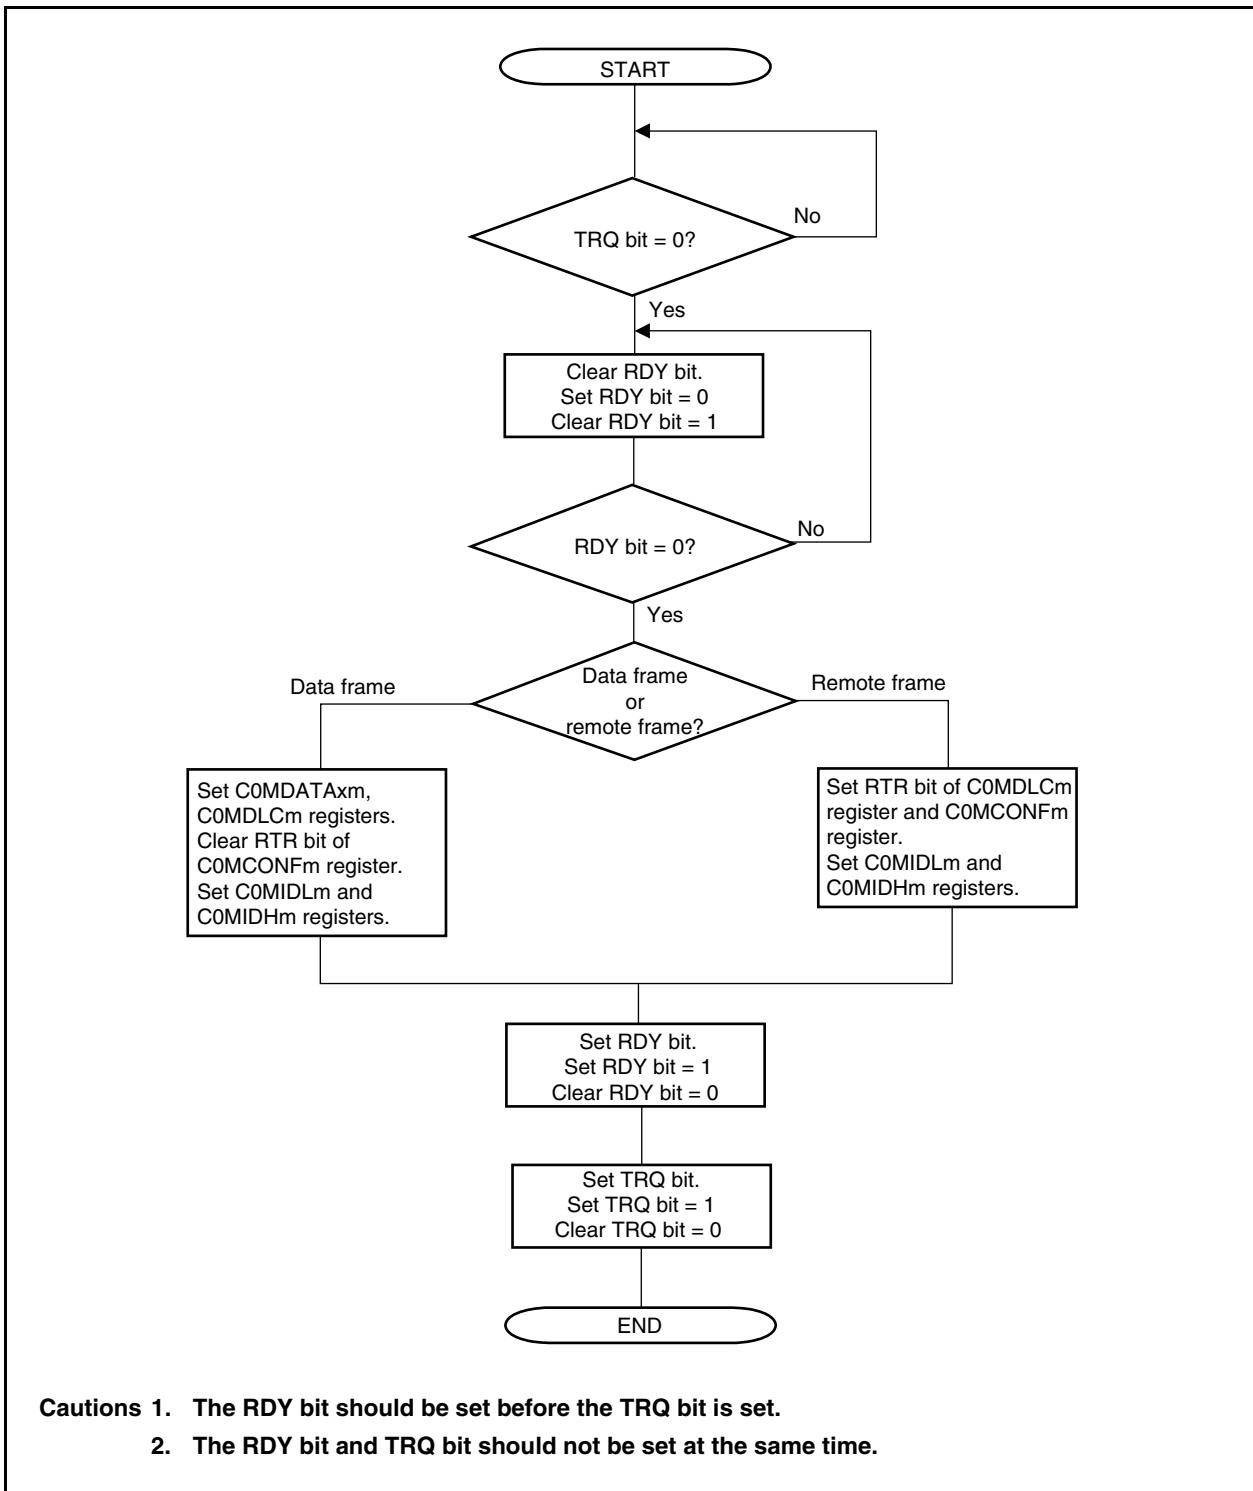 START
No
TRQ bit = 0?
Yes
Clear RDY bit.
Set RDY bit = 0
Clear RDY bit = 1
No
RDY bit = 0?
Yes
Data frame
Data frame
or
remote frame?
Remote frame
Set C0MDATAxm,
C0MDLCm registers.
Clear RTR bit of
C0MCONFm register.
Set C0MIDLm and
C0MIDHm registers.
Set RTR bit of C0MDLCm
register and C0MCONFm
register.
Set C0MIDLm and
C0MIDHm registers.
Set RDY bit.
Set RDY bit = 1
Clear RDY bit = 0
Set TRQ bit.
Set TRQ bit = 1
Clear TRQ bit = 0
END
Cautions 1. The RDY bit should be set before the TRQ bit is set.
2. The RDY bit and TRQ bit should not be set at the same time.